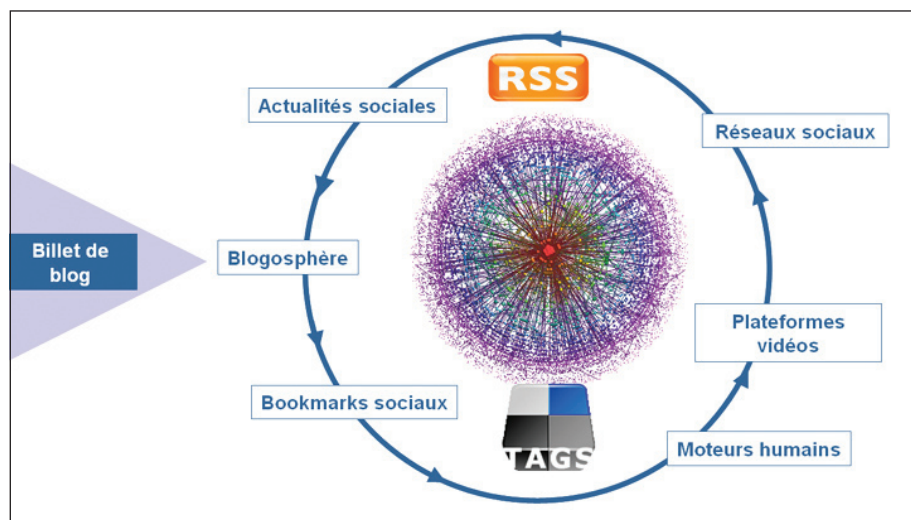 RSS
Actualités sociales
Réseaux sociaux
Billet de
blog
Blogosphère
Plateformes
vidéos
Bookmarks sociaux
TAGS
Moteurs humains